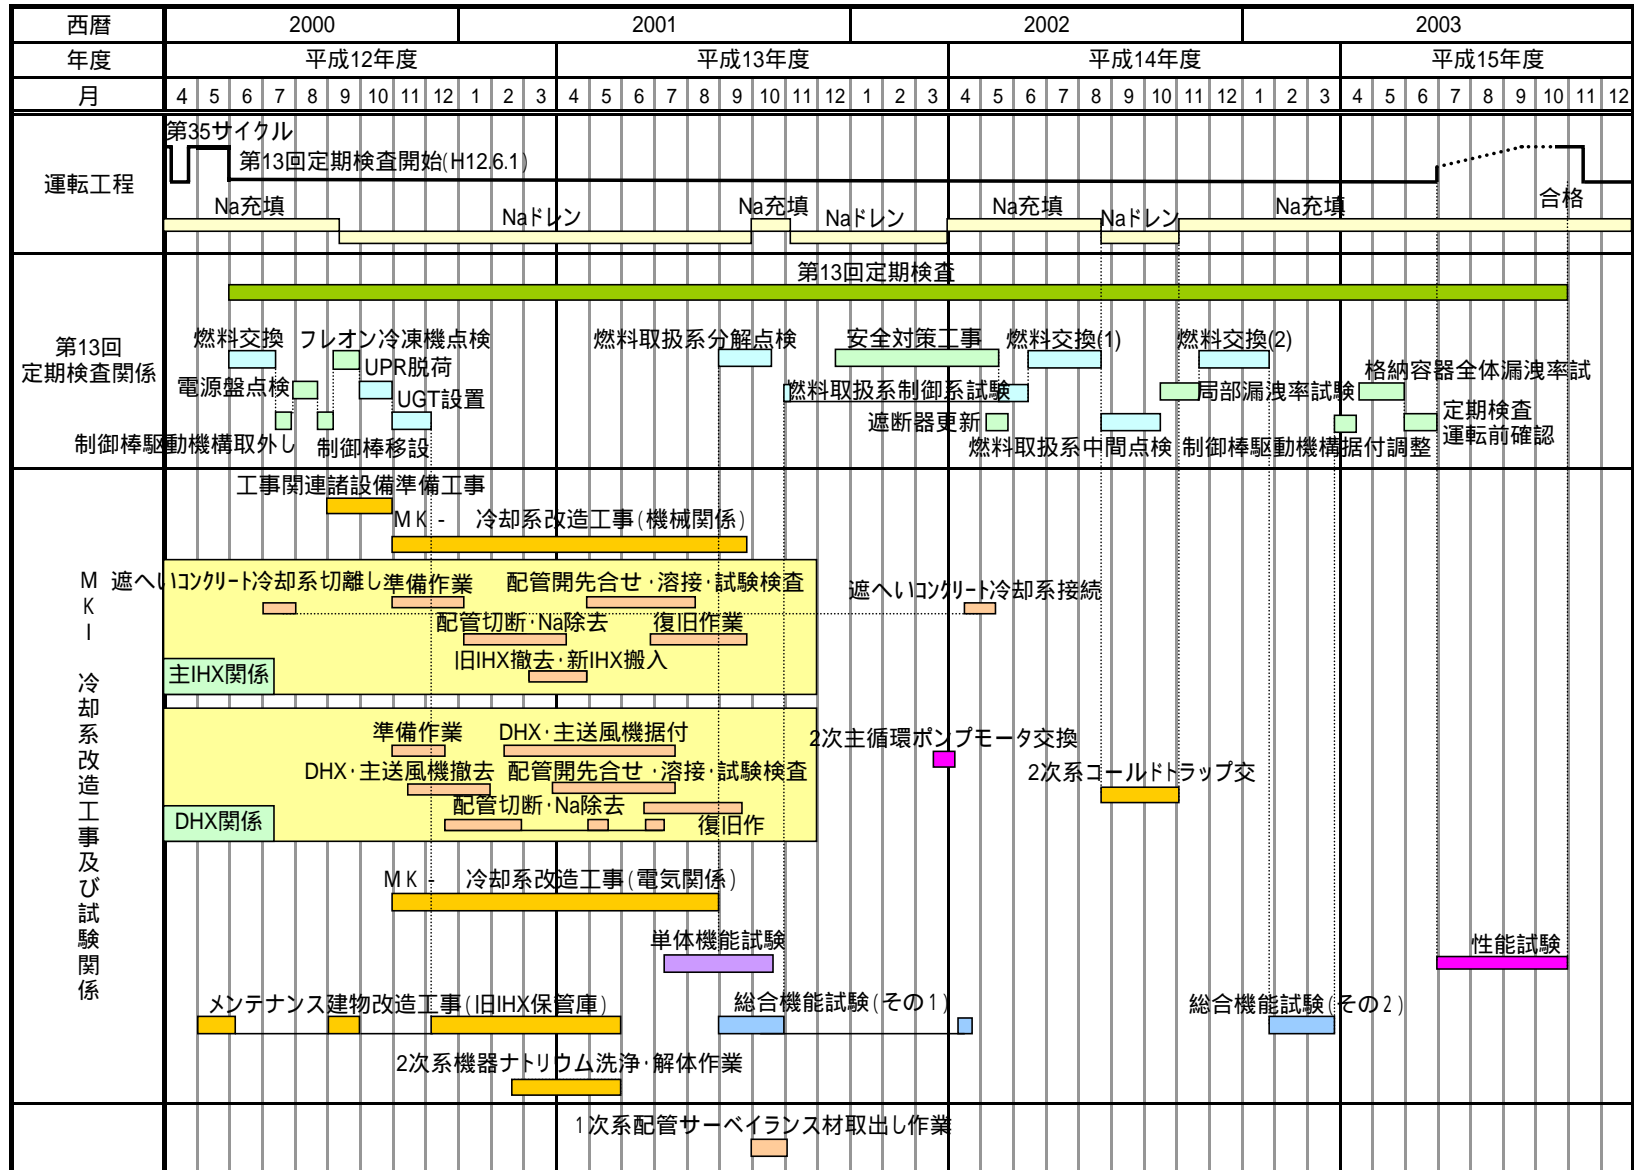 西暦 2000 2001 2002 2003
年度 平成12年度 平成13年度 平成14年度 平成15年度
月 4 5 6 7 8 9 10 11 12 1 2 3 4 5 6 7 8 9 10 11 12 1 2 3 4 5 6 7 8 9 10 11 12 1 2 3 4 5 6 7 8 9 10 11 12
運転工程
第35サイクル
第13回定期検査開始(H12.6.1)
合格
Na充填 Naドレン Na充填 Naドレン Na充填 Naドレン Na充填
第13回
定期検査関係
第13回定期検査
燃料交換 フレオン冷凍機点検 燃料取扱系分解点検 安全対策工事 燃料交換(1) 燃料交換(2)
UPR脱荷 格納容器全体漏洩率試
電源盤点検 燃料取扱系制御系試験 局部漏洩率試験
UGT設置 遮断器更新 定期検査
運転前確認
制御棒駆動機構取外し 制御棒移設 燃料取扱系中間点検 制御棒駆動機構据付調整
MKI 冷却系改造工事及び試験関係
工事関連諸設備準備工事
MK- 冷却系改造工事(機械関係)
遮へいコンクリート冷却系切離し 準備作業 配管開先合せ・溶接・試験検査 遮へいコンクリート冷却系接続
配管切断・Na除去 復旧作業
旧IHX撤去・新IHX搬入
主IHX関係
準備作業 DHX・主送風機据付 2次主循環ポンプモータ交換
DHX・主送風機撤去 配管開先合せ・溶接・試験検査 2次系コールドトラップ交
配管切断・Na除去 復旧作
DHX関係
MK- 冷却系改造工事(電気関係)
単体機能試験 性能試験
メンテナンス建物改造工事(旧IHX保管庫) 総合機能試験(その1) 総合機能試験(その2)
2次系機器ナトリウム洗浄・解体作業
1次系配管サーベイランス材取出し作業